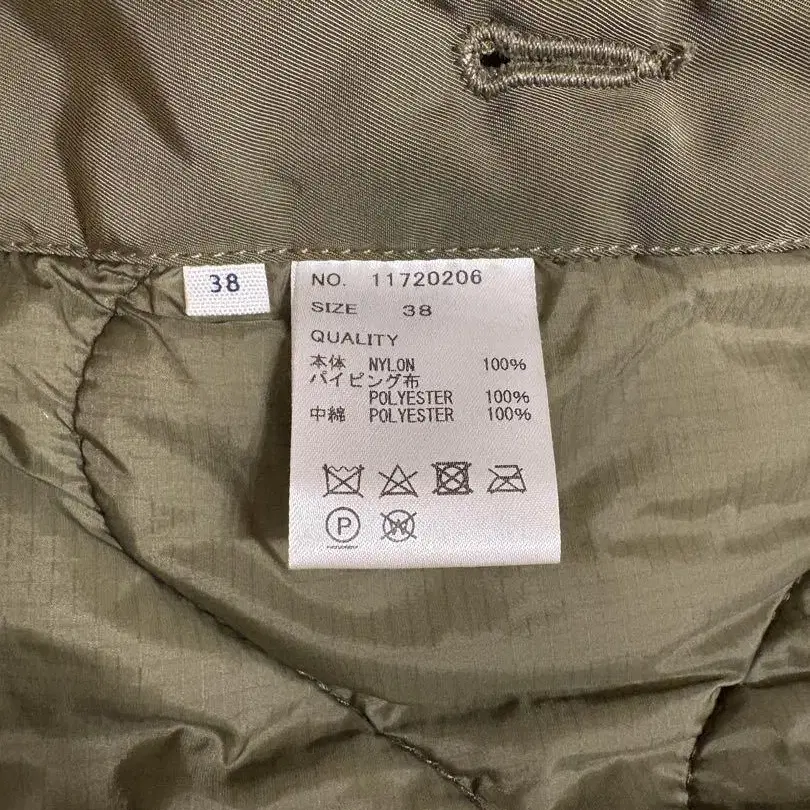 38
NO. 11720206
SIZE 38
QUALITY
本体 NYLON 100%
パイピング布
POLYESTER 100%
中綿 POLYESTER 100%
P W